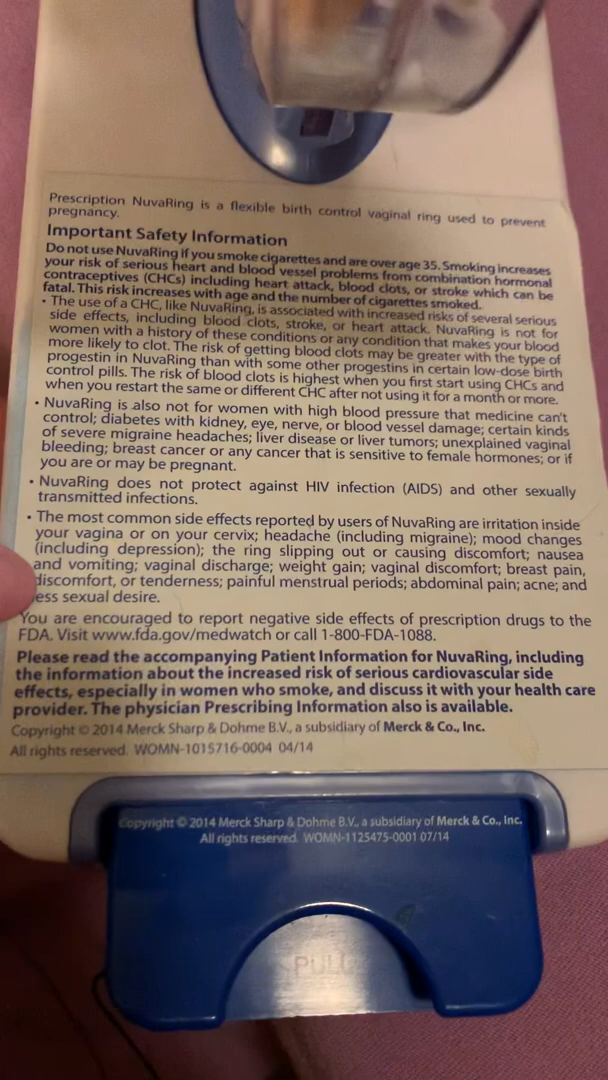 Prescription NuvaRing is a flexible birth control vaginal ring used to prevent
pregnancy.
Important Safety Information
Do not use NuvaRing if you smoke cigarettes and are over age 35. Smoking increases
your risk of serious heart and blood vessel problems from combination hormonal
contraceptives (CHCs) including heart attack, blood clots, or stroke which can be
fatal. This risk increases with age and the number of cigarettes smoked.
• The use of a CHC, like NuvaRing, is associated with increased risks of several serious
side effects, including blood clots, stroke, or heart attack. NuvaRing is not for
women with a history of these conditions or any condition that makes your blood
more likely to clot. The risk of getting blood clots may be greater with the type of
progestin in NuvaRing than with some other progestins in certain low-dose birth
control pills. The risk of blood clots is highest when you first start using CHCs and
when you restart the same or different CHC after not using it for a month or more.
• NuvaRing is also not for women with high blood pressure that medicine can't
control; diabetes with kidney, eye, nerve, or blood vessel damage; certain kinds
of severe migraine headaches; liver disease or liver tumors; unexplained vaginal
bleeding; breast cancer or any cancer that is sensitive to female hormones; or if
you are or may be pregnant.
• NuvaRing does not protect against HIV infection (AIDS) and other sexually
transmitted infections.
• The most common side effects reported by users of NuvaRing are irritation inside
your vagina or on your cervix; headache (including migraine); mood changes
(including depression); the ring slipping out or causing discomfort; nausea
and vomiting; vaginal discharge; weight gain; vaginal discomfort; breast pain,
discomfort, or tenderness; painful menstrual periods; abdominal pain; acne; and
ess sexual desire.
You are encouraged to report negative side effects of prescription drugs to the
FDA. Visit www.fda.gov/medwatch or call 1-800-FDA-1088.
Please read the accompanying Patient Information for NuvaRing, including
the information about the increased risk of serious cardiovascular side
effects, especially in women who smoke, and discuss it with your health care
provider. The physician Prescribing Information also is available.
Copyright © 2014 Merck Sharp & Dohme B.V., a subsidiary of Merck & Co., Inc.
All rights reserved. WOMN-1015716-0004 04/14
Copyright © 2014 Merck Sharp & Dohme B.V., a subsidiary of Merck & Co., Inc.
All rights reserved. WOMN-1125475-0001 07/14
PULL